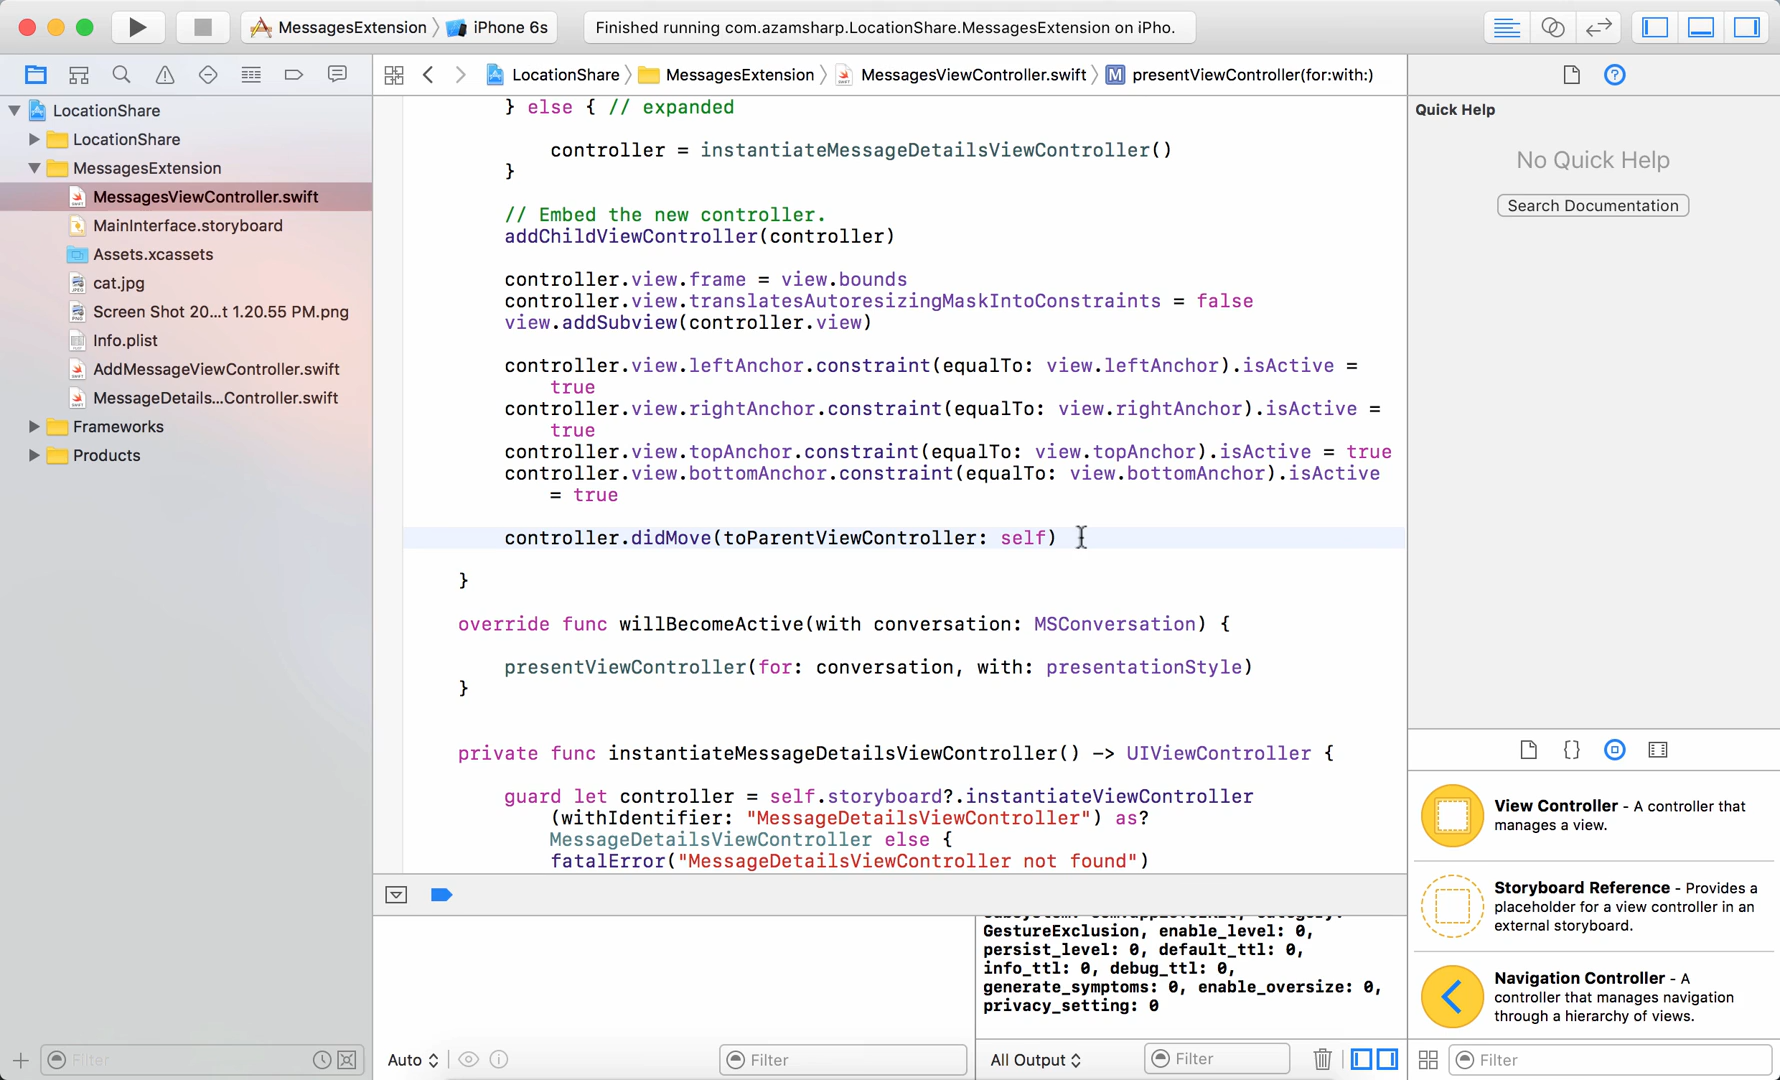 MessagesExtension
iPhone 6s
Finished running com.azamsharp.LocationShare.MessagesExtension on iPho.
LocationShare
MessagesExtension
MessagesViewController.swift
M presentViewController(for:with:)
LocationShare
LocationShare
MessagesExtension
MessagesViewController.swift
MainInterface.storyboard
Assets.xcassets
cat.jpg
Screen Shot 20...t 1.20.55 PM.png
Info.plist
AddMessageViewController.swift
MessageDetails...Controller.swift
Frameworks
Products
Filter
} else { // expanded
controller = instantiateMessageDetailsViewController()
}
// Embed the new controller.
addChildViewController(controller)
controller.view.frame = view.bounds
controller.view.translatesAutoresizingMaskIntoConstraints = false
view.addSubview(controller.view)
controller.view.leftAnchor.constraint(equalTo: view.leftAnchor).isActive =
true
controller.view.rightAnchor.constraint(equalTo: view.rightAnchor).isActive =
true
controller.view.topAnchor.constraint(equalTo: view.topAnchor).isActive = true
controller.view.bottomAnchor.constraint(equalTo: view.bottomAnchor).isActive
= true
controller.didMove(toParentViewController: self)
}
override func willBecomeActive(with conversation: MSConversation) {
presentViewController(for: conversation, with: presentationStyle)
}
private func instantiateMessageDetailsViewController() -> UIViewController {
guard let controller = self.storyboard?.instantiateViewController
(withIdentifier: "MessageDetailsViewController") as?
MessageDetailsViewController else {
fatalError("MessageDetailsViewController not found")
GestureExclusion, enable_level: 0,
persist_level: 0, default_ttl: 0,
info_ttl: 0, debug_ttl: 0,
generate_symptoms: 0, enable_oversize: 0,
privacy_setting: 0
Auto
Filter
All Output
Filter
Quick Help
No Quick Help
Search Documentation
View Controller - A controller that
manages a view.
Storyboard Reference - Provides a
placeholder for a view controller in an
external storyboard.
Navigation Controller - A
controller that manages navigation
through a hierarchy of views.
Filter